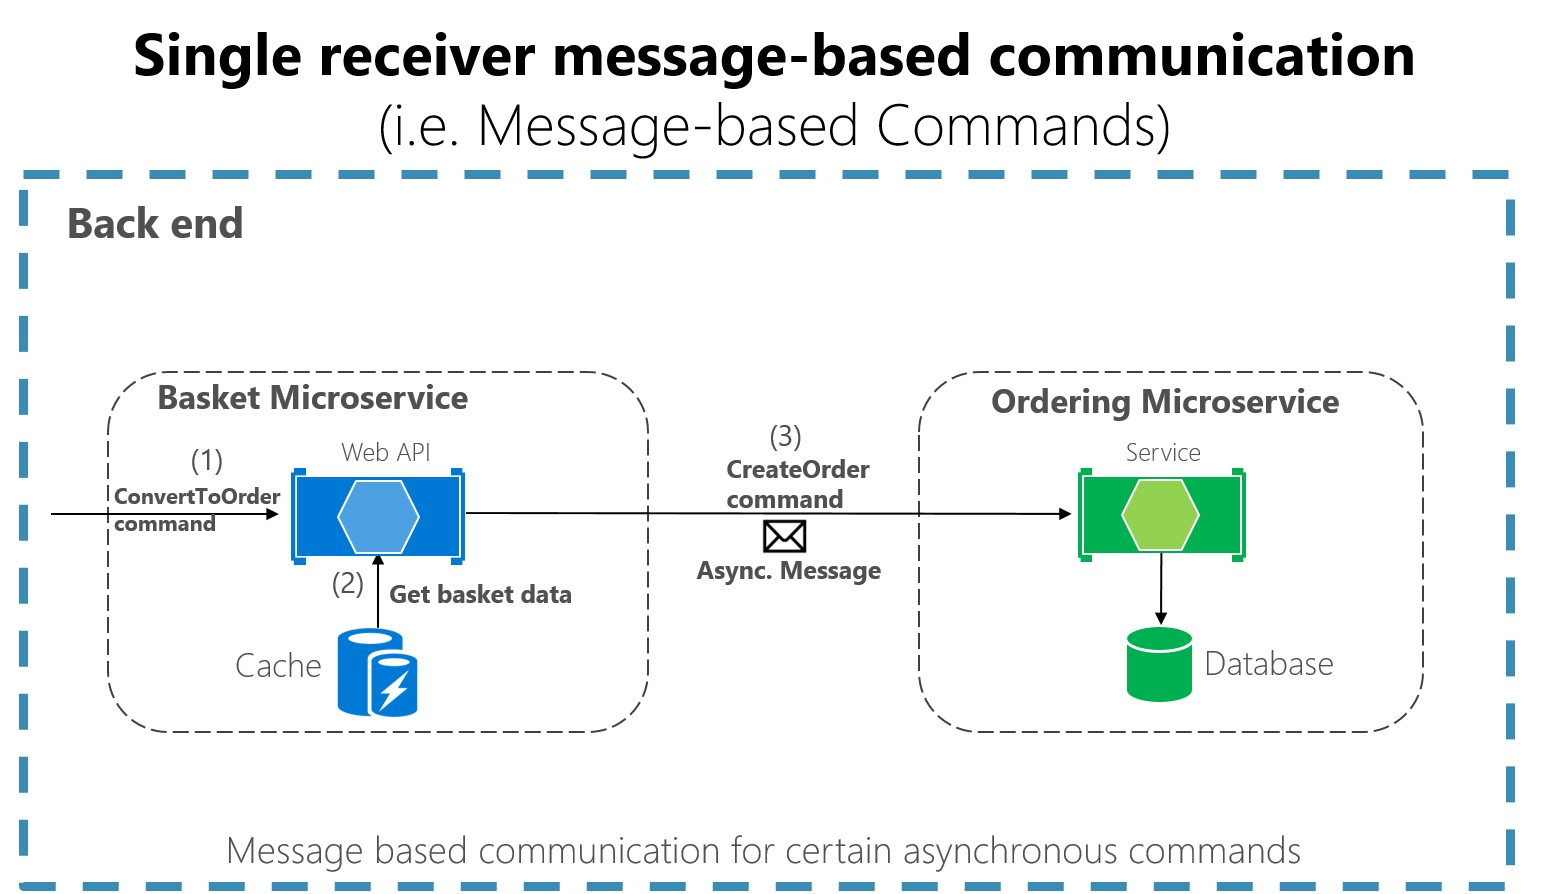 Single receiver message-based communication
(i.e. Message-based Commands)
Back end
Basket Microservice
(1)
ConvertToOrder
command
Web API
(2)
Get basket data
Cache
(3)
CreateOrder
command
Async. Message
Ordering Microservice
Service
Database
Message based communication for certain asynchronous commands